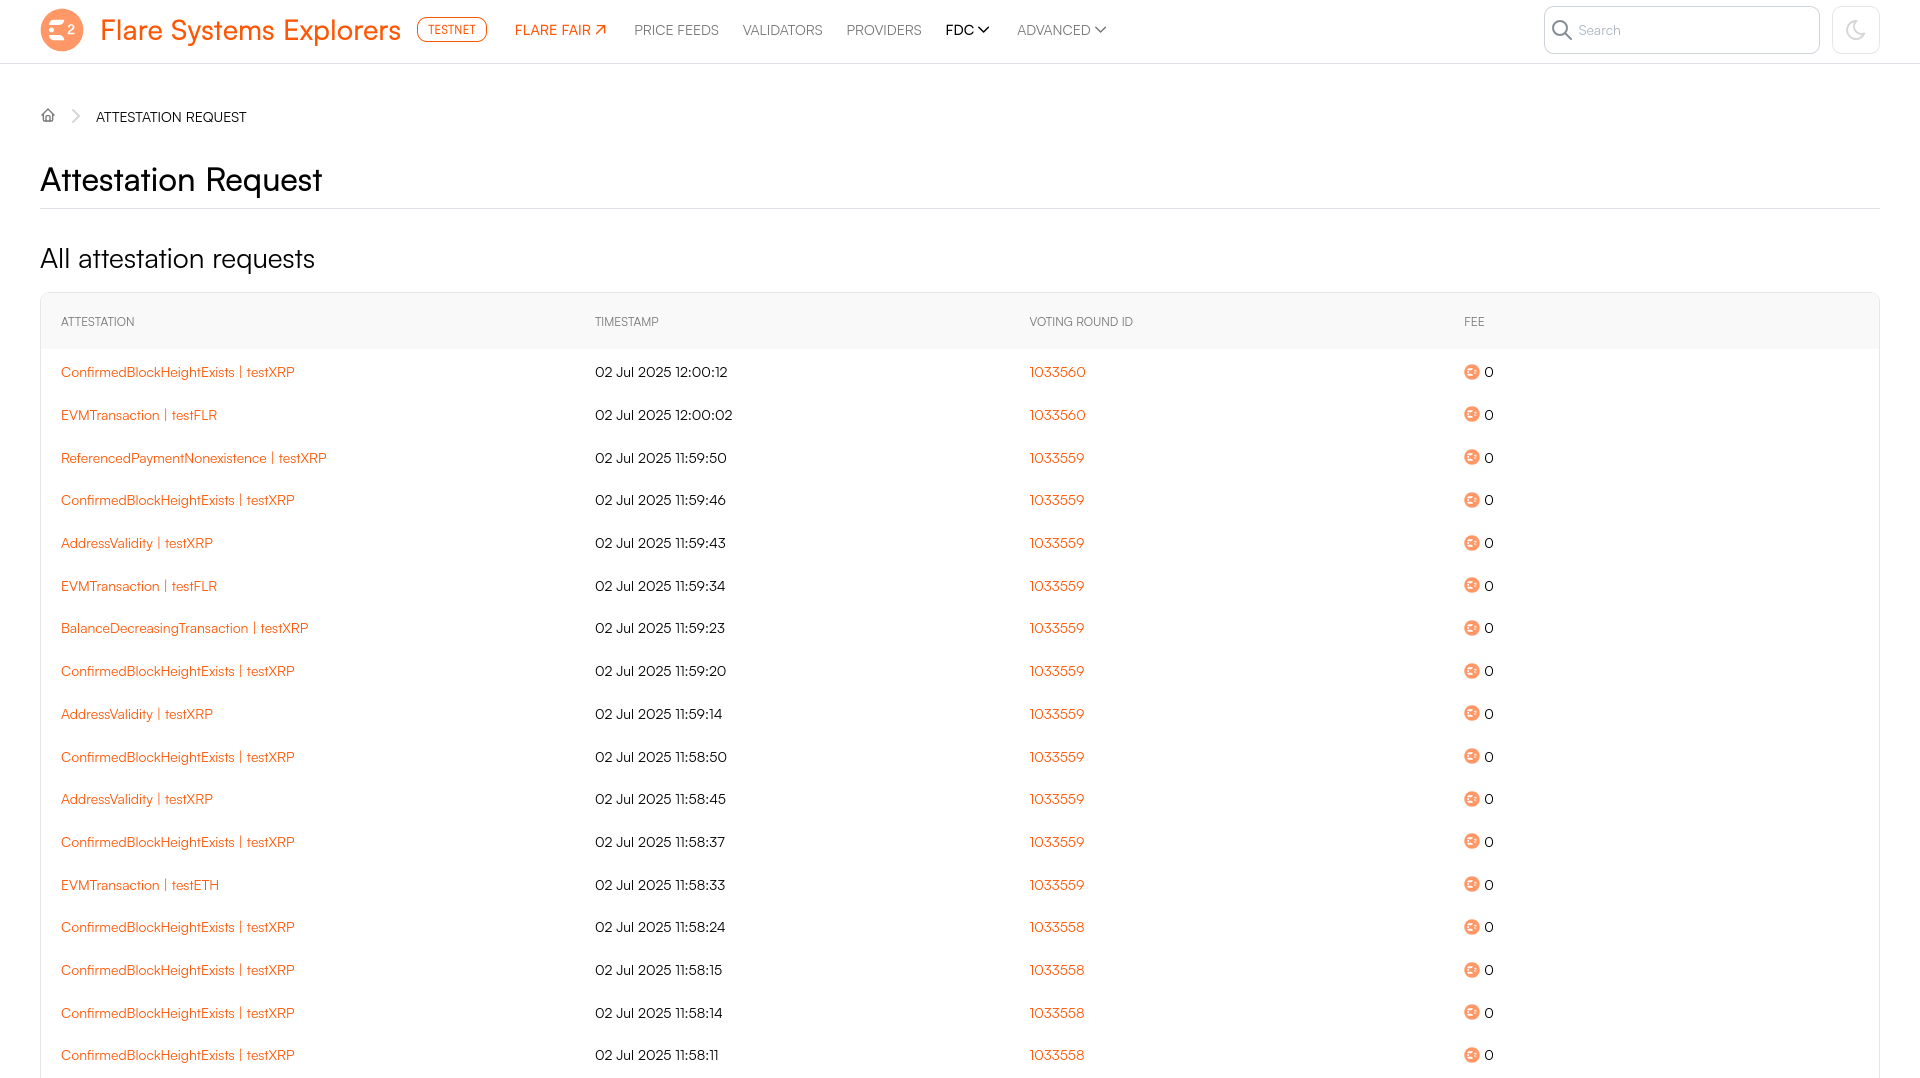 Flare Systems Explorers TESTNET FLARE FAIR PRICE FEEDS VALIDATORS PROVIDERS FDC ADVANCED Search
ATTESTATION REQUEST
Attestation Request
All attestation requests
ATTESTATION TIMESTAMP VOTING ROUND ID FEE
ConfirmedBlockHeightExists | testXRP 02 Jul 2025 12:00:12 1033560 0
EVMTransaction | testFLR 02 Jul 2025 12:00:02 1033560 0
ReferencedPaymentNonexistence | testXRP 02 Jul 2025 11:59:50 1033559 0
ConfirmedBlockHeightExists | testXRP 02 Jul 2025 11:59:46 1033559 0
AddressValidity | testXRP 02 Jul 2025 11:59:43 1033559 0
EVMTransaction | testFLR 02 Jul 2025 11:59:34 1033559 0
BalanceDecreasingTransaction | testXRP 02 Jul 2025 11:59:23 1033559 0
ConfirmedBlockHeightExists | testXRP 02 Jul 2025 11:59:20 1033559 0
AddressValidity | testXRP 02 Jul 2025 11:59:14 1033559 0
ConfirmedBlockHeightExists | testXRP 02 Jul 2025 11:58:50 1033559 0
AddressValidity | testXRP 02 Jul 2025 11:58:45 1033559 0
ConfirmedBlockHeightExists | testXRP 02 Jul 2025 11:58:37 1033559 0
EVMTransaction | testETH 02 Jul 2025 11:58:33 1033559 0
ConfirmedBlockHeightExists | testXRP 02 Jul 2025 11:58:24 1033558 0
ConfirmedBlockHeightExists | testXRP 02 Jul 2025 11:58:15 1033558 0
ConfirmedBlockHeightExists | testXRP 02 Jul 2025 11:58:14 1033558 0
ConfirmedBlockHeightExists | testXRP 02 Jul 2025 11:58:11 1033558 0